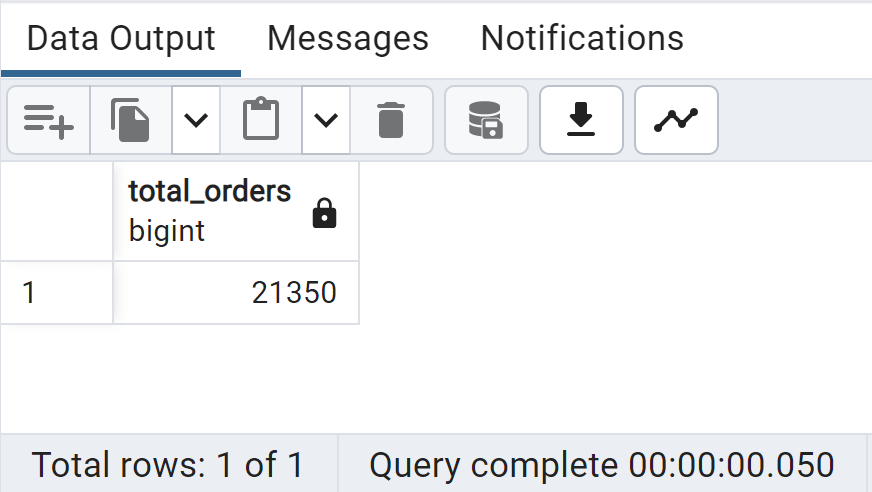 Data Output Messages Notifications
total_orders
bigint
1 21350
Total rows: 1 of 1 Query complete 00:00:00.050